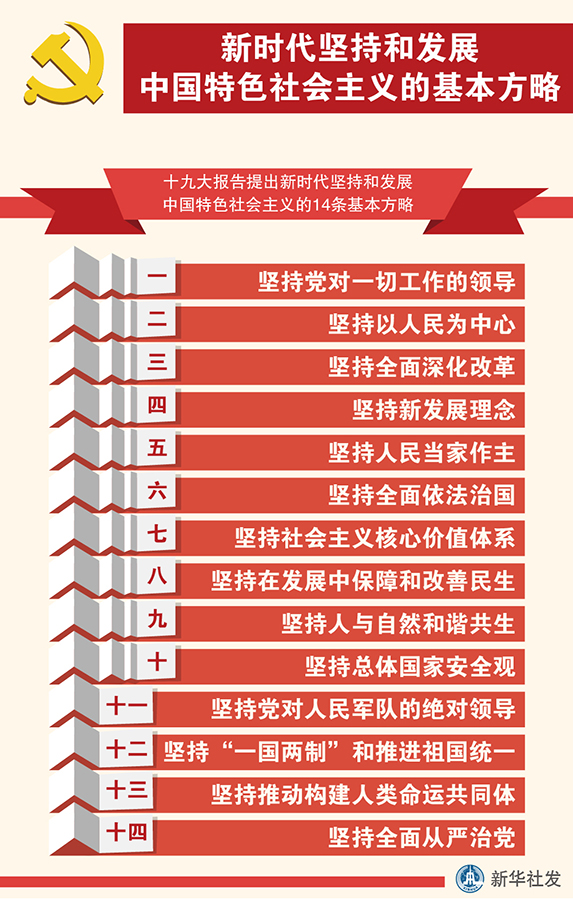 新时代坚持和发展
中国特色社会主义的基本方略
十九大报告提出新时代坚持和发展
中国特色社会主义的14条基本方略
一 坚持党对一切工作的领导
二 坚持以人民为中心
三 坚持全面深化改革
四 坚持新发展理念
五 坚持人民当家作主
六 坚持全面依法治国
七 坚持社会主义核心价值体系
八 坚持在发展中保障和改善民生
九 坚持人与自然和谐共生
十 坚持总体国家安全观
十一 坚持党对人民军队的绝对领导
十二 坚持“一国两制”和推进祖国统一
十三 坚持推动构建人类命运共同体
十四 坚持全面从严治党
新华社发